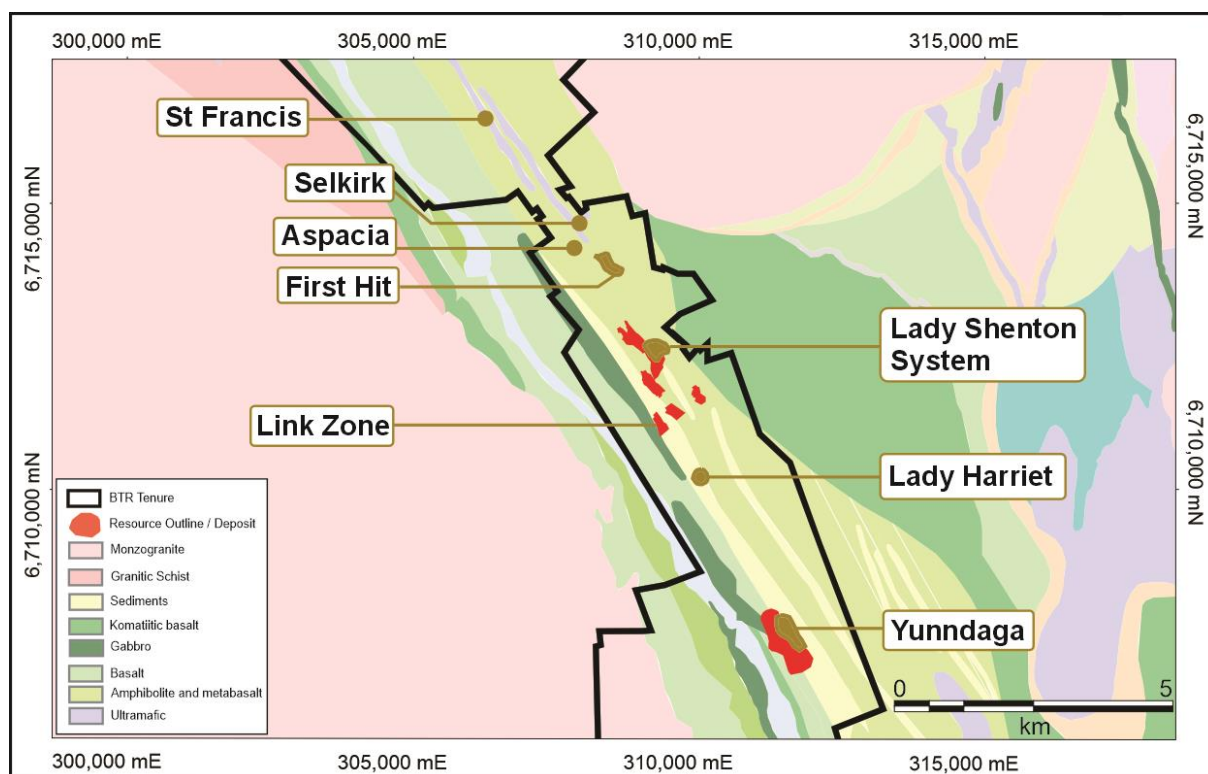 300,000 mE
305,000 mE
310,000 mE
315,000 mE
6,715,000 mN
6,715,000 mN
St Francis
Selkirk
Aspacia
First Hit
Lady Shenton
System
Link Zone
Lady Harriet
6,710,000 mN
6,710,000 mN
BTR Tenure
Resource Outline / Deposit
Monzogranite
Granitic Schist
Sediments
Komatiitic basalt
Gabbro
Basalt
Amphibolite and metabasalt
Ultramafic
Yunndaga
0
5
km
300,000 mE
305,000 mE
310,000 mE
315,000 mE